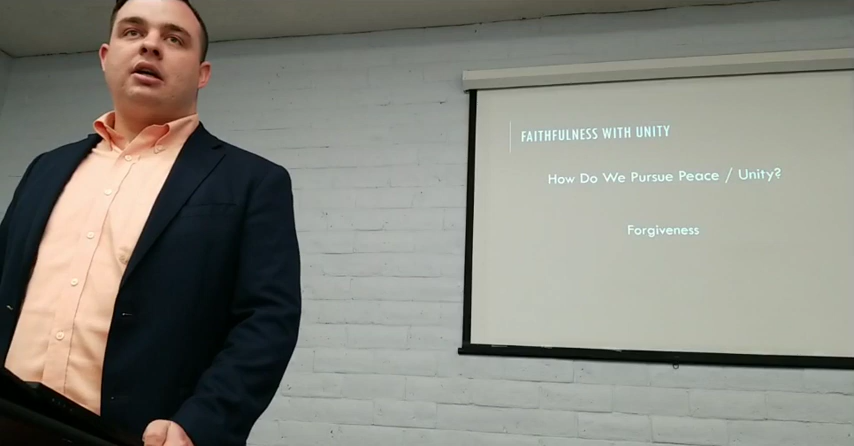 FAITHFULNESS WITH UNITY
How Do We Pursue Peace / Unity?
Forgiveness